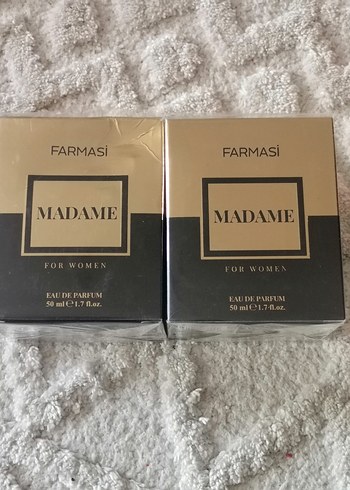 FARMASİ
MADAME
FOR WOMEN
EAU DE PARFUM
50 ml ℮ 1.7 fl.oz.
FARMASİ
MADAME
FOR WOMEN
EAU DE PARFUM
50 ml ℮ 1.7 fl.oz.